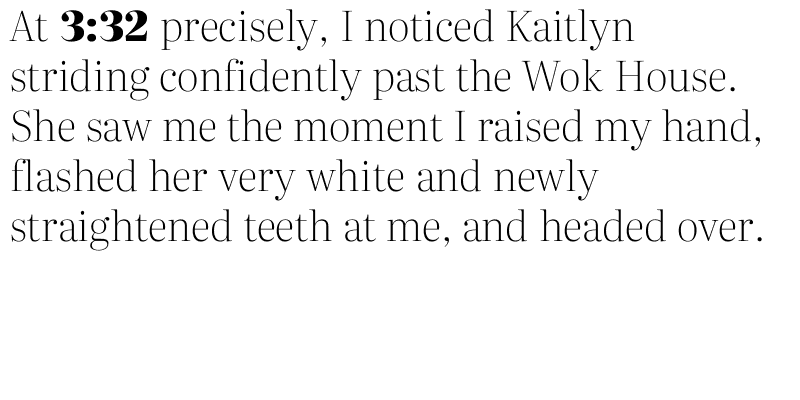 At 3:32 precisely, I noticed Kaitlyn
striding confidently past the Wok House.
She saw me the moment I raised my hand,
flashed her very white and newly
straightened teeth at me, and headed over.